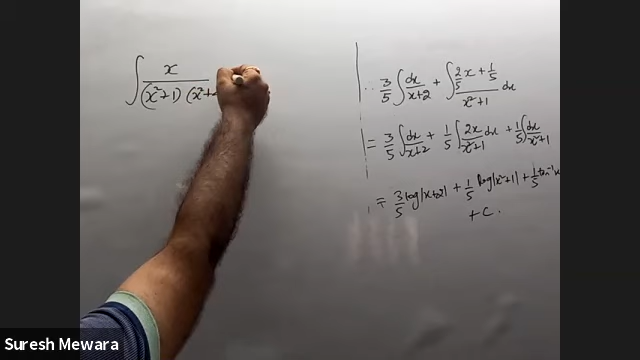 ∫ x / (x²+1) (x²+
∴ 3/5 ∫ dx/x+2 + ∫ (2/5 x + 1/5) / x²+1 dx
= 3/5 ∫ dx/x+2 + 1/5 ∫ 2x/x²+1 dx + 1/5 ∫ dx/x²+1
= 3/5 log|x+2| + 1/5 log|x²+1| + 1/5 tan⁻¹x
+ C.
Suresh Mewara